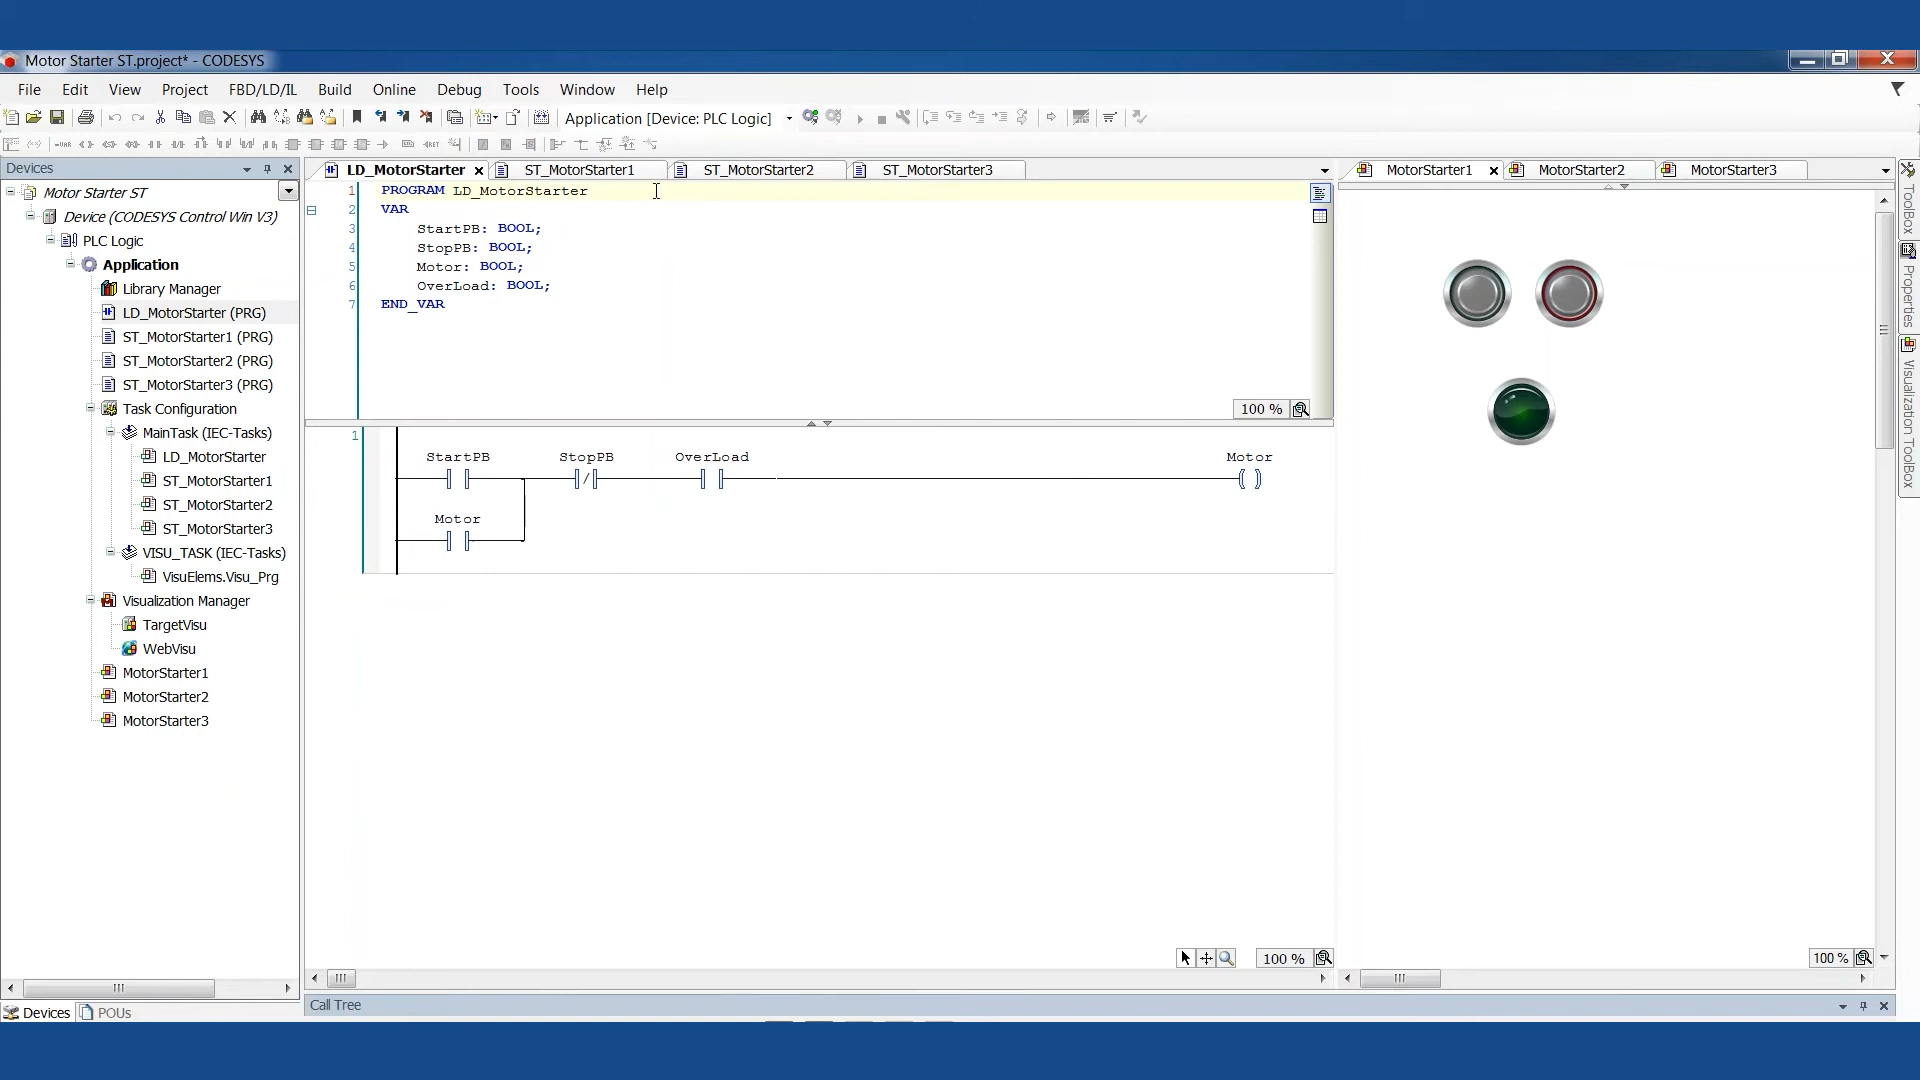 Motor Starter ST.project* - CODESYS
File Edit View Project FBD/LD/IL Build Online Debug Tools Window Help
Application [Device: PLC Logic]
Devices
Motor Starter ST
Device (CODESYS Control Win V3)
PLC Logic
Application
Library Manager
LD_MotorStarter (PRG)
ST_MotorStarter1 (PRG)
ST_MotorStarter2 (PRG)
ST_MotorStarter3 (PRG)
Task Configuration
MainTask (IEC-Tasks)
LD_MotorStarter
ST_MotorStarter1
ST_MotorStarter2
ST_MotorStarter3
VISU_TASK (IEC-Tasks)
VisuElems.Visu_Prg
Visualization Manager
TargetVisu
WebVisu
MotorStarter1
MotorStarter2
MotorStarter3
Devices POUs
LD_MotorStarter ST_MotorStarter1 ST_MotorStarter2 ST_MotorStarter3
1 PROGRAM LD_MotorStarter
2 VAR
3 StartPB: BOOL;
4 StopPB: BOOL;
5 Motor: BOOL;
6 OverLoad: BOOL;
7 END_VAR
100 %
1
StartPB StopPB OverLoad Motor
Motor
100 %
Call Tree
MotorStarter1 MotorStarter2 MotorStarter3
100 %
ToolBox
Properties
Visualization ToolBox